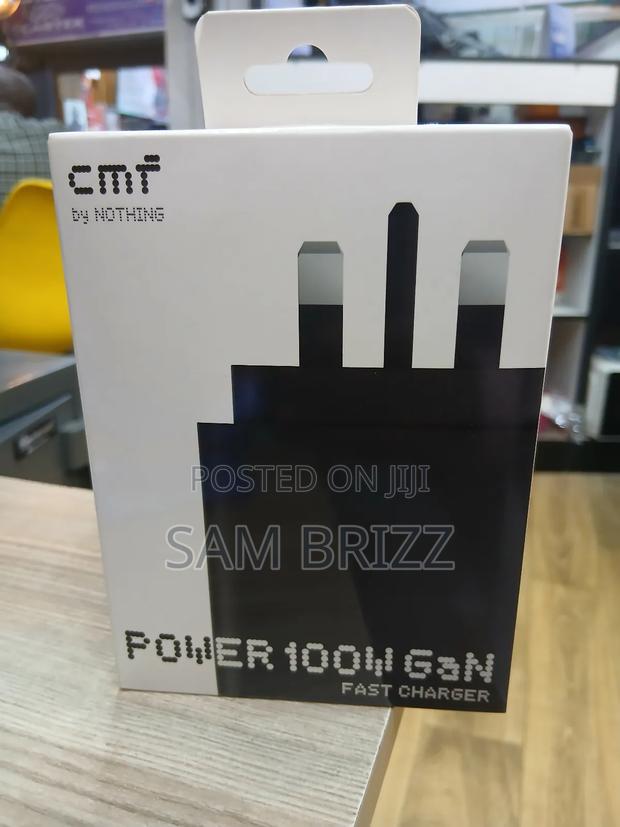 cmf
by NOTHING
POSTED ON JIJI
SAM BRIZZ
POWER 100W GaN
FAST CHARGER